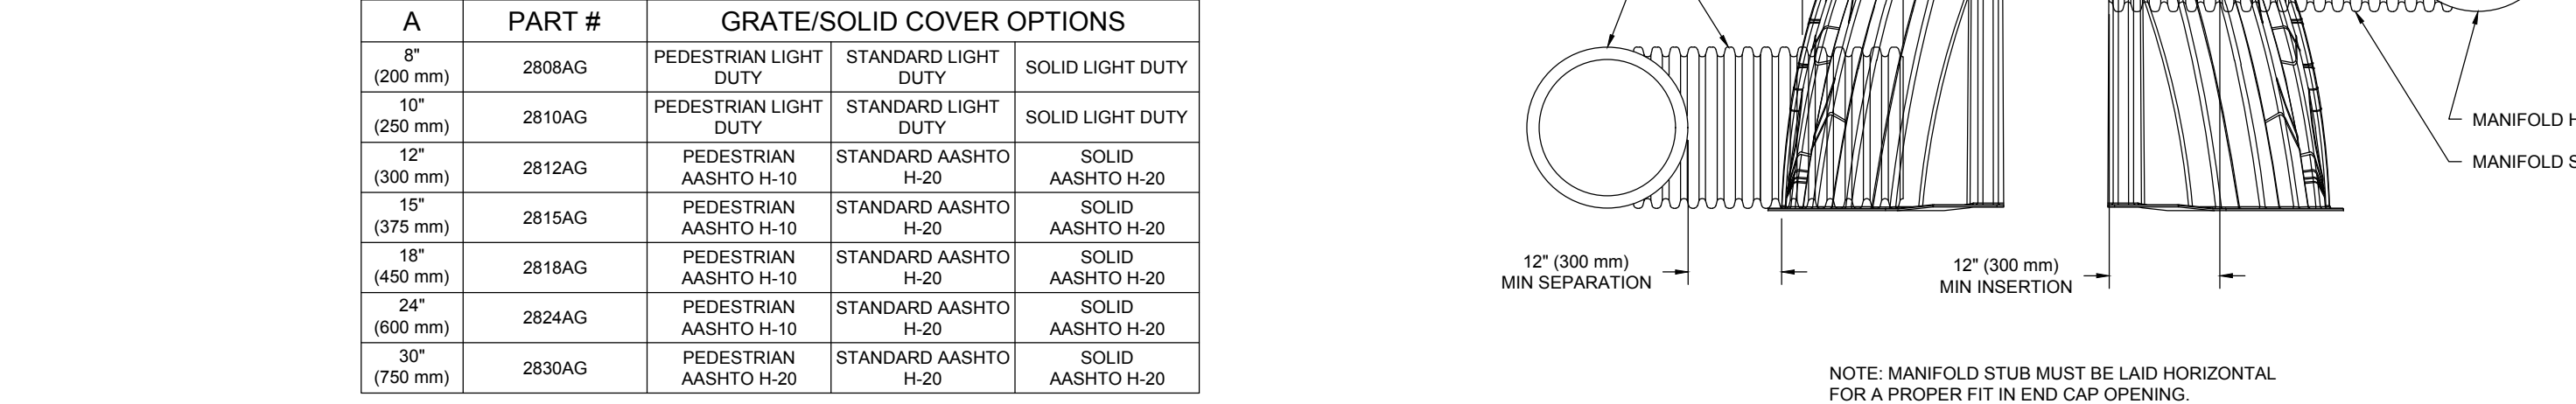 A PART # GRATE/SOLID COVER OPTIONS
8"
(200 mm)
2808AG
PEDESTRIAN LIGHT
DUTY
STANDARD LIGHT
DUTY
SOLID LIGHT DUTY
10"
(250 mm)
2810AG
PEDESTRIAN LIGHT
DUTY
STANDARD LIGHT
DUTY
SOLID LIGHT DUTY
12"
(300 mm)
2812AG
PEDESTRIAN
AASHTO H-10
STANDARD AASHTO
H-20
SOLID
AASHTO H-20
15"
(375 mm)
2815AG
PEDESTRIAN
AASHTO H-10
STANDARD AASHTO
H-20
SOLID
AASHTO H-20
18"
(450 mm)
2818AG
PEDESTRIAN
AASHTO H-10
STANDARD AASHTO
H-20
SOLID
AASHTO H-20
24"
(600 mm)
2824AG
PEDESTRIAN
AASHTO H-10
STANDARD AASHTO
H-20
SOLID
AASHTO H-20
30"
(750 mm)
2830AG
PEDESTRIAN
AASHTO H-20
STANDARD AASHTO
H-20
SOLID
AASHTO H-20
MANIFOLD
MANIFOLD
12" (300 mm)
MIN SEPARATION
12" (300 mm)
MIN INSERTION
NOTE: MANIFOLD STUB MUST BE LAID HORIZONTAL
FOR A PROPER FIT IN END CAP OPENING.